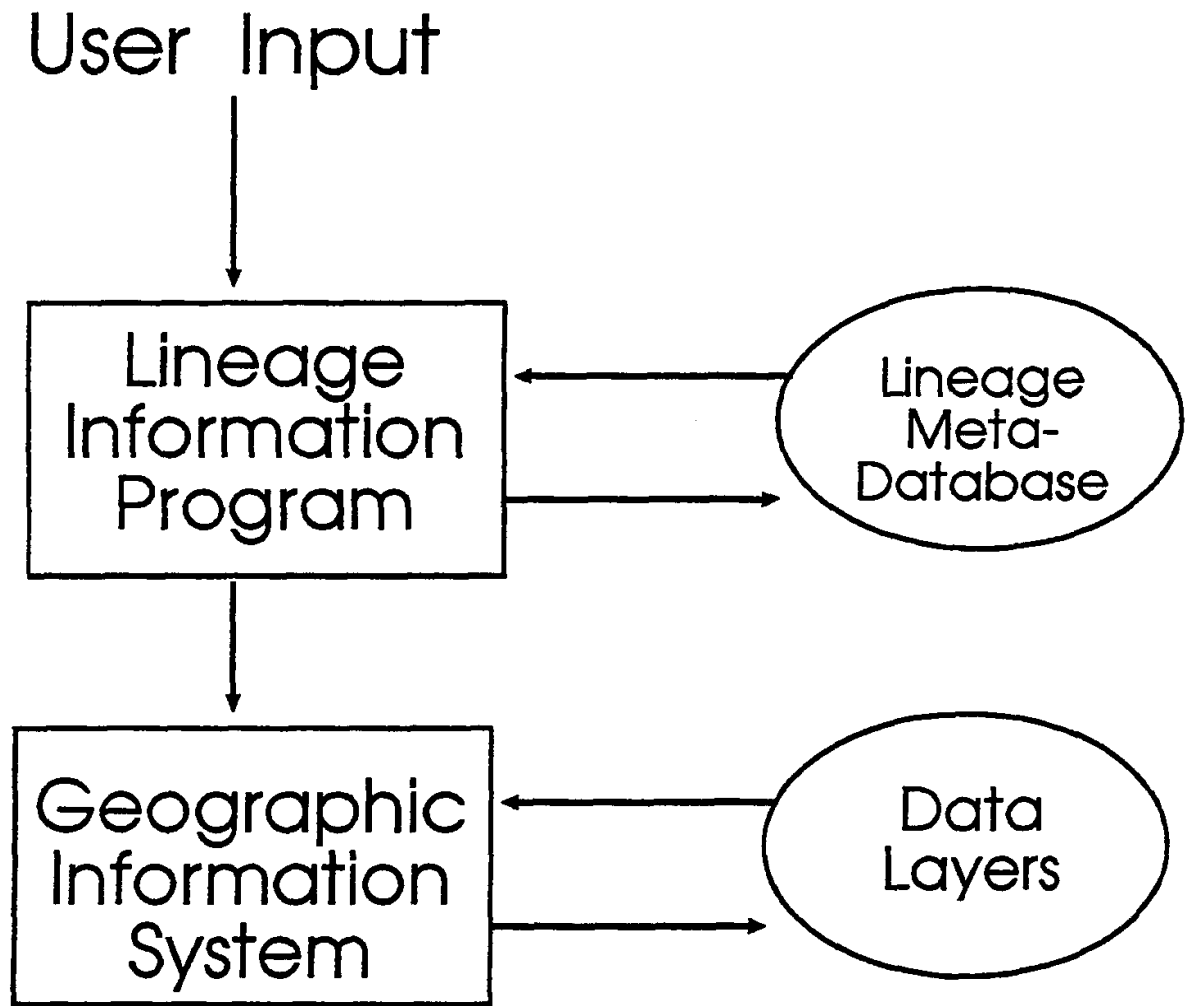 User Input
Lineage
Information
Program
Lineage
Meta-
Database
Geographic
Information
System
Data
Layers